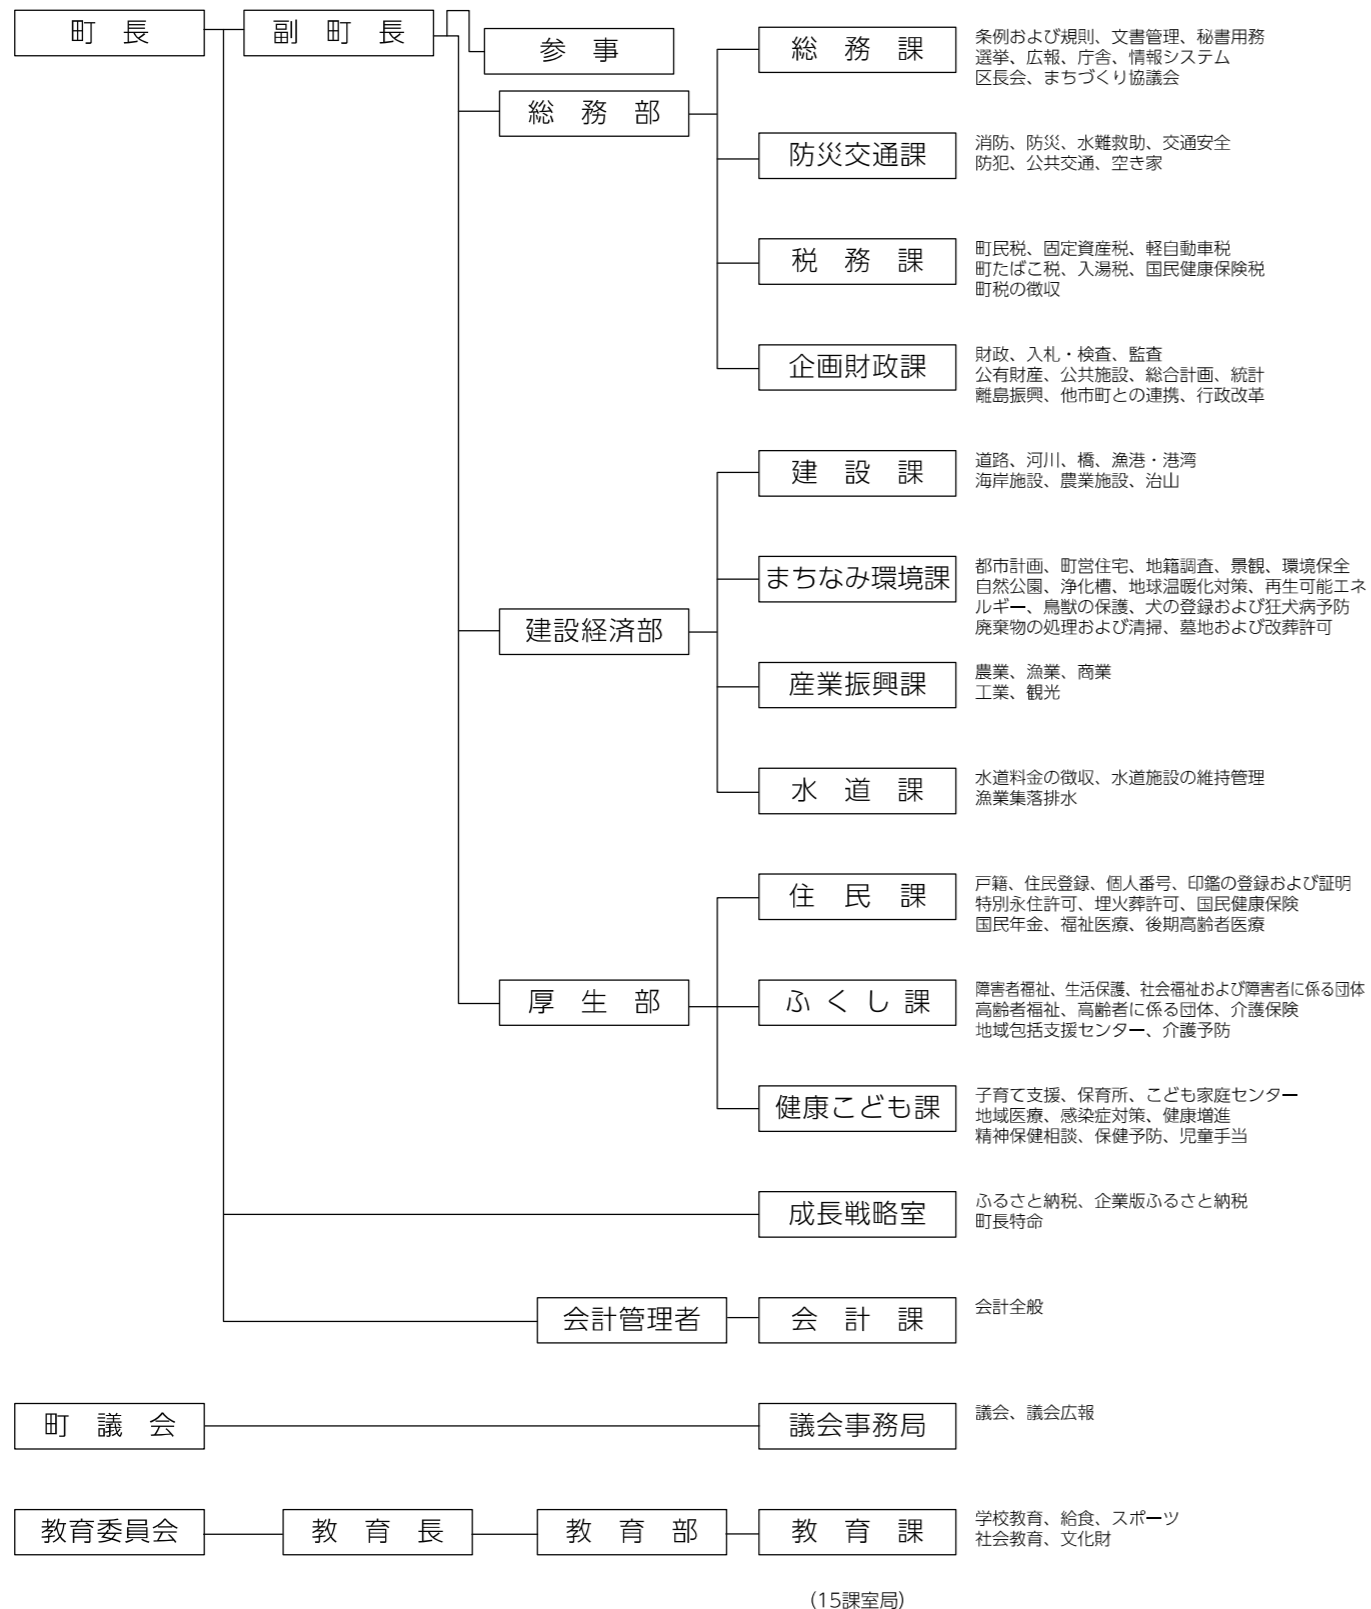 町長
副町長
参事
総務部
総務課
条例および規則、文書管理、秘書用務
選挙、広報、庁舎、情報システム
区長会、まちづくり協議会
防災交通課
消防、防災、水難救助、交通安全
防犯、公共交通、空き家
税務課
町民税、固定資産税、軽自動車税
町たばこ税、入湯税、国民健康保険税
町税の徴収
企画財政課
財政、入札・検査、監査
公有財産、公共施設、総合計画、統計
離島振興、他市町との連携、行政改革
建設経済部
建設課
道路、河川、橋、漁港・港湾
海岸施設、農業施設、治山
まちなみ環境課
都市計画、町営住宅、地籍調査、景観、環境保全
自然公園、浄化槽、地球温暖化対策、再生可能エネ
ルギー、鳥獣の保護、犬の登録および狂犬病予防
廃棄物の処理および清掃、墓地および改葬許可
産業振興課
農業、漁業、商業
工業、観光
水道課
水道料金の徴収、水道施設の維持管理
漁業集落排水
厚生部
住民課
戸籍、住民登録、個人番号、印鑑の登録および証明
特別永住許可、埋火葬許可、国民健康保険
国民年金、福祉医療、後期高齢者医療
ふくし課
障害者福祉、生活保護、社会福祉および障害者に係る団体
高齢者福祉、高齢者に係る団体、介護保険
地域包括支援センター、介護予防
健康こども課
子育て支援、保育所、こども家庭センター
地域医療、感染症対策、健康増進
精神保健相談、保健予防、児童手当
成長戦略室
ふるさと納税、企業版ふるさと納税
町長特命
会計管理者
会計課
会計全般
町議会
議会事務局
議会、議会広報
教育委員会
教育長
教育部
教育課
学校教育、給食、スポーツ
社会教育、文化財
(15課室局)